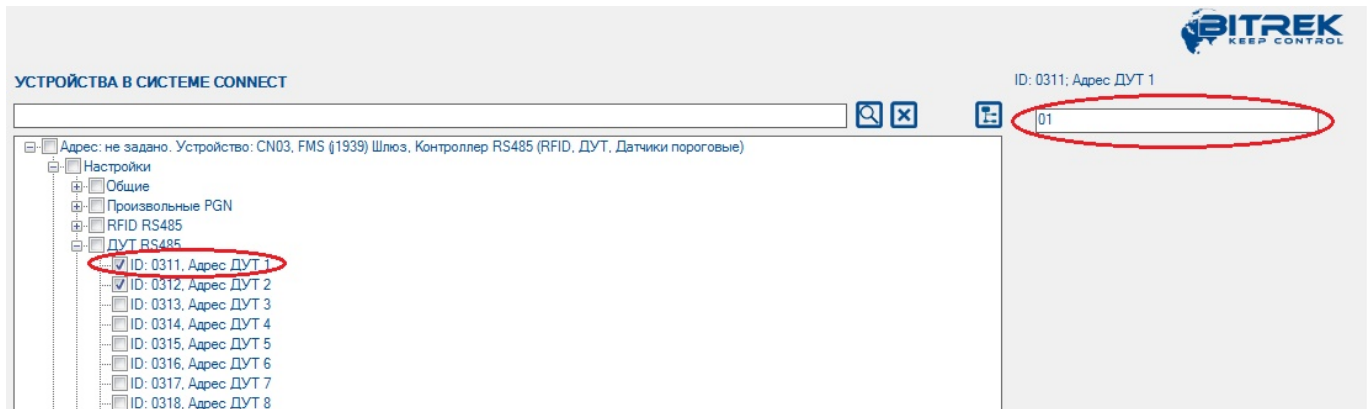 BITREK
KEEP CONTROL
УСТРОЙСТВА В СИСТЕМЕ CONNECT
ID: 0311; Адрес ДУТ 1
01
Адрес: не задано. Устройство: CN03, FMS (j1939) Шлюз, Контроллер RS485 (RFID, ДУТ, Датчики пороговые)
Настройки
Общие
Произвольные PGN
RFID RS485
ДУТ RS485
ID: 0311, Адрес ДУТ 1
ID: 0312, Адрес ДУТ 2
ID: 0313, Адрес ДУТ 3
ID: 0314, Адрес ДУТ 4
ID: 0315, Адрес ДУТ 5
ID: 0316, Адрес ДУТ 6
ID: 0317, Адрес ДУТ 7
ID: 0318, Адрес ДУТ 8